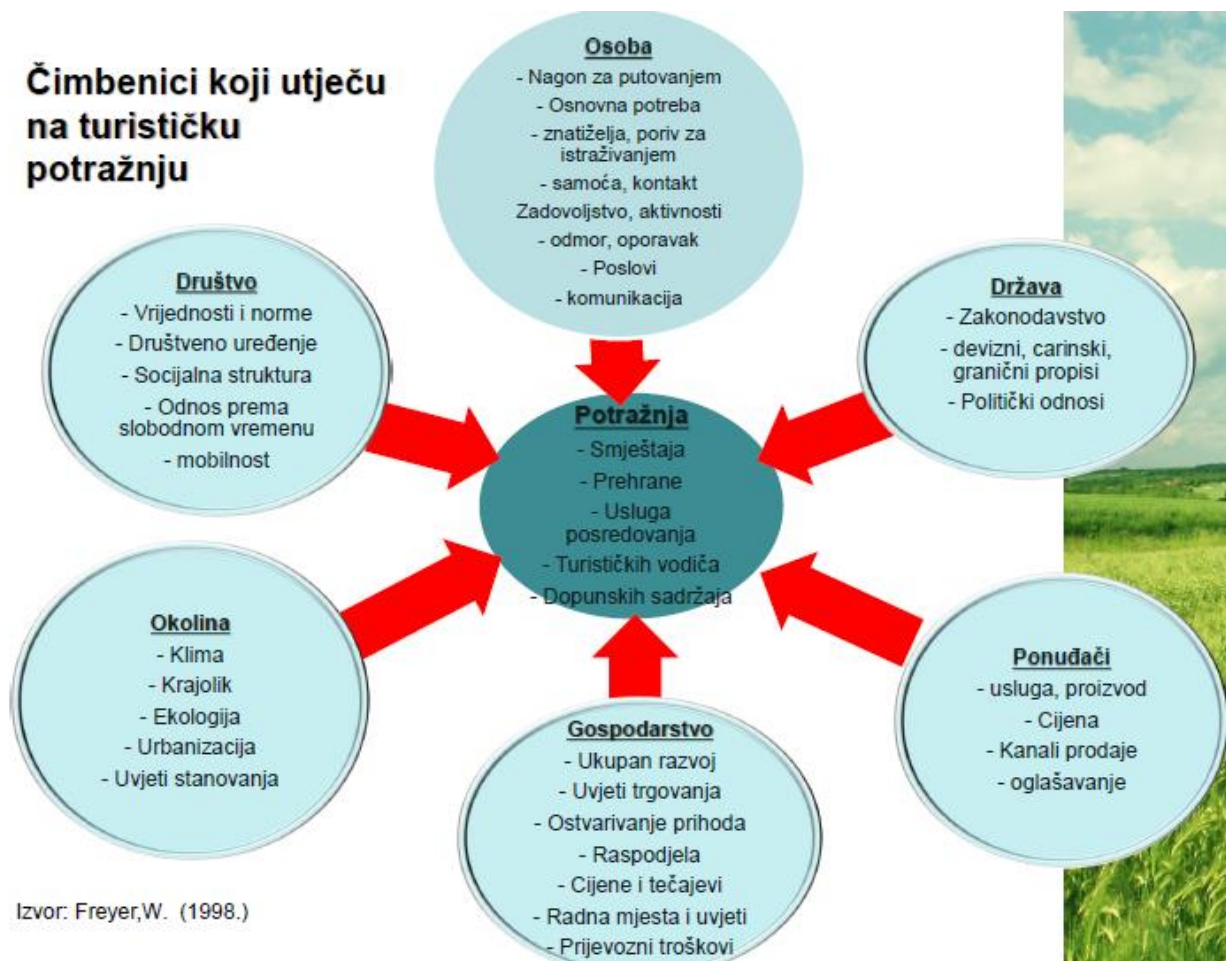 Čimbenici koji utječu
na turističku
potražnju
Osoba
- Nagon za putovanjem
- Osnovna potreba
- znatiželja, poriv za
istraživanjem
- samoća, kontakt
Zadovoljstvo, aktivnosti
- odmor, oporavak
- Poslovi
- komunikacija
Društvo
- Vrijednosti i norme
- Društveno uređenje
- Socijalna struktura
- Odnos prema
slobodnom vremenu
- mobilnost
Država
- Zakonodavstvo
- devizni, carinski,
granični propisi
- Politički odnosi
Potražnja
- Smještaja
- Prehrane
- Usluga
posredovanja
- Turističkih vodiča
- Dopunskih sadržaja
Okolina
- Klima
- Krajolik
- Ekologija
- Urbanizacija
- Uvjeti stanovanja
Gospodarstvo
- Ukupan razvoj
- Uvjeti trgovanja
- Ostvarivanje prihoda
- Raspodjela
- Cijene i tečajevi
- Radna mjesta i uvjeti
- Prijevozni troškovi
Ponuđači
- usluga, proizvod
- Cijena
- Kanali prodaje
- oglašavanje
Izvor: Freyer,W. (1998.)